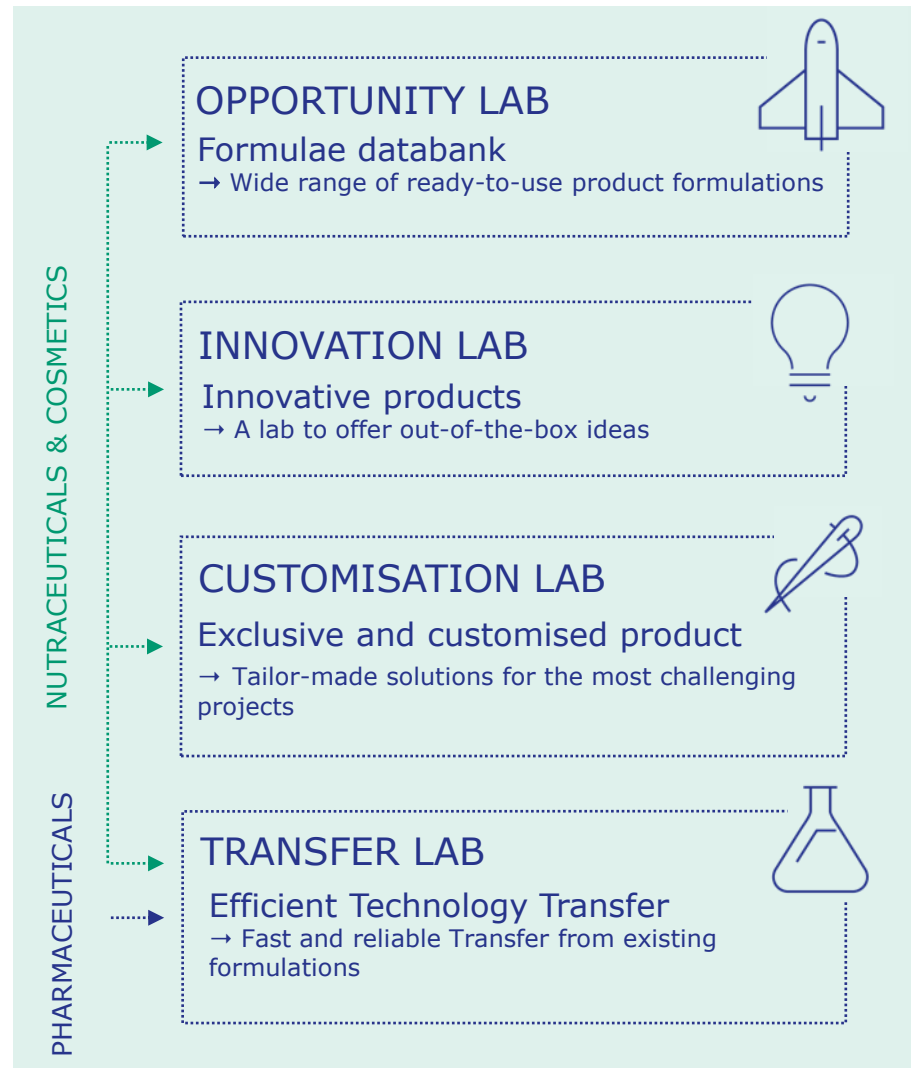 OPPORTUNITY LAB
Formulae databank
→ Wide range of ready-to-use product formulations
INNOVATION LAB
Innovative products
→ A lab to offer out-of-the-box ideas
NUTRACEUTICALS & COSMETICS
CUSTOMISATION LAB
Exclusive and customised product
→ Tailor-made solutions for the most challenging
projects
PHARMACEUTICALS
TRANSFER LAB
Efficient Technology Transfer
→ Fast and reliable Transfer from existing
formulations